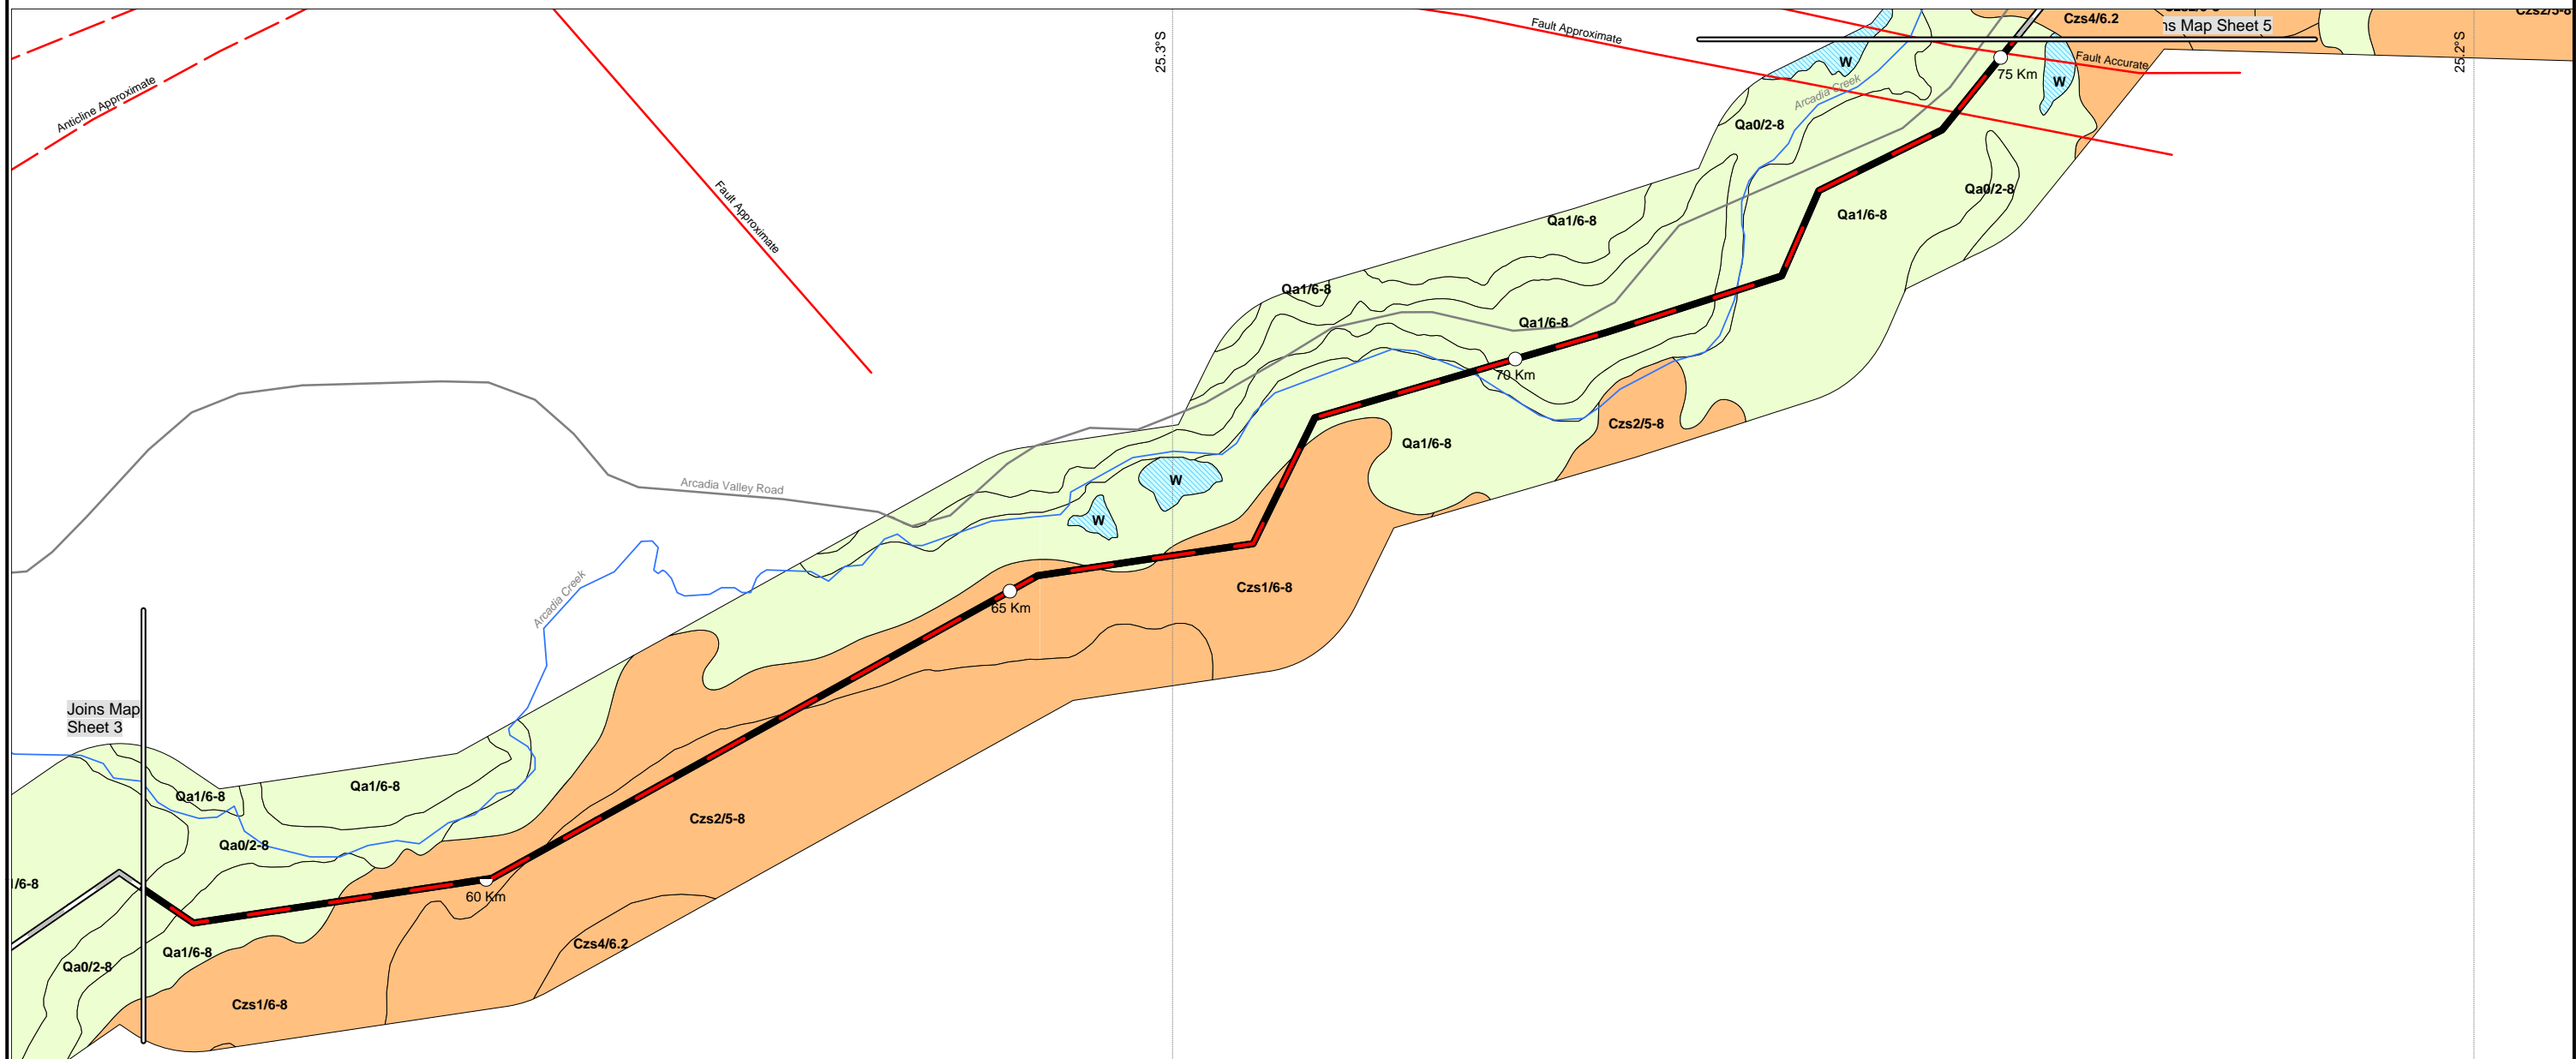 Czs4/6.2
ns Map Sheet 5
Czs2/5-8
25.3°S
25.2°S
Fault Approximate
Fault Accurate
75 Km
W
W
Arcadia Creek
Anticline Approximate
Qa0/2-8
Qa0/2-8
Fault Approximate
Qa1/6-8
Qa1/6-8
Qa1/6-8
Qa1/6-8
70 Km
Czs2/5-8
Qa1/6-8
Arcadia Valley Road
W
W
Arcadia Creek
Czs1/6-8
65 Km
Joins Map
Sheet 3
Qa1/6-8
Qa1/6-8
Czs2/5-8
Qa0/2-8
/6-8
60 Km
Czs4/6.2
Qa1/6-8
Qa0/2-8
Czs1/6-8